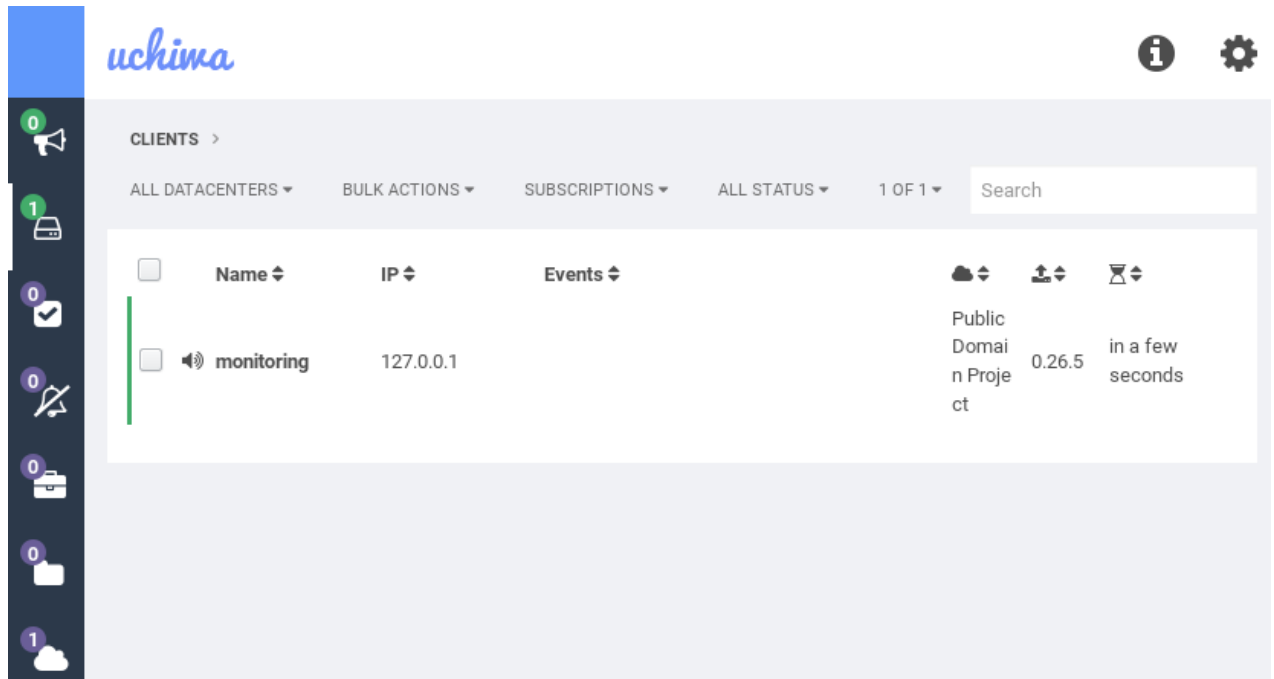 uchiwa
0
CLIENTS >
ALL DATACENTERS BULK ACTIONS SUBSCRIPTIONS ALL STATUS 1 OF 1 Search
1
Name IP Events
0
monitoring 127.0.0.1 Public
Domai
n Proje
ct 0.26.5 in a few
seconds
0
0
0
1